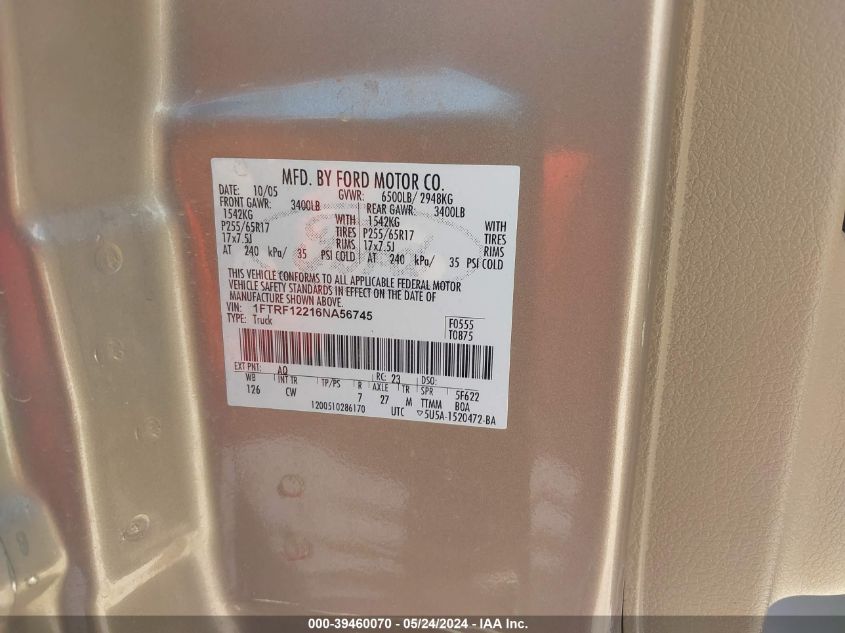 MFD. BY FORD MOTOR CO.
DATE: 10/05 GVWR: 6500LB/ 2948KG
FRONT GAWR: 3400LB REAR GAWR: 3400LB
1542KG WITH 1542KG WITH
P255/65R17 TIRES P255/65R17 TIRES
17x7.5J RIMS 17x7.5J RIMS
AT 240 kPa/ 35 PSI COLD AT 240 kPa/ 35 PSI COLD
THIS VEHICLE CONFORMS TO ALL APPLICABLE FEDERAL MOTOR
VEHICLE SAFETY STANDARDS IN EFFECT ON THE DATE OF
MANUFACTURE SHOWN ABOVE.
VIN: 1FTRF12216NA56745
TYPE: Truck
F0555
T0875
EXT PNT: AQ RC: 23 DSO:
WB INT TR TP/PS R AXLE TR SPR 5F622
126 CW 7 27 M TTMM BOA
1200510286170 UTC ▽5U5A-1520472-BA
000-39460070 - 05/24/2024 - IAA Inc.